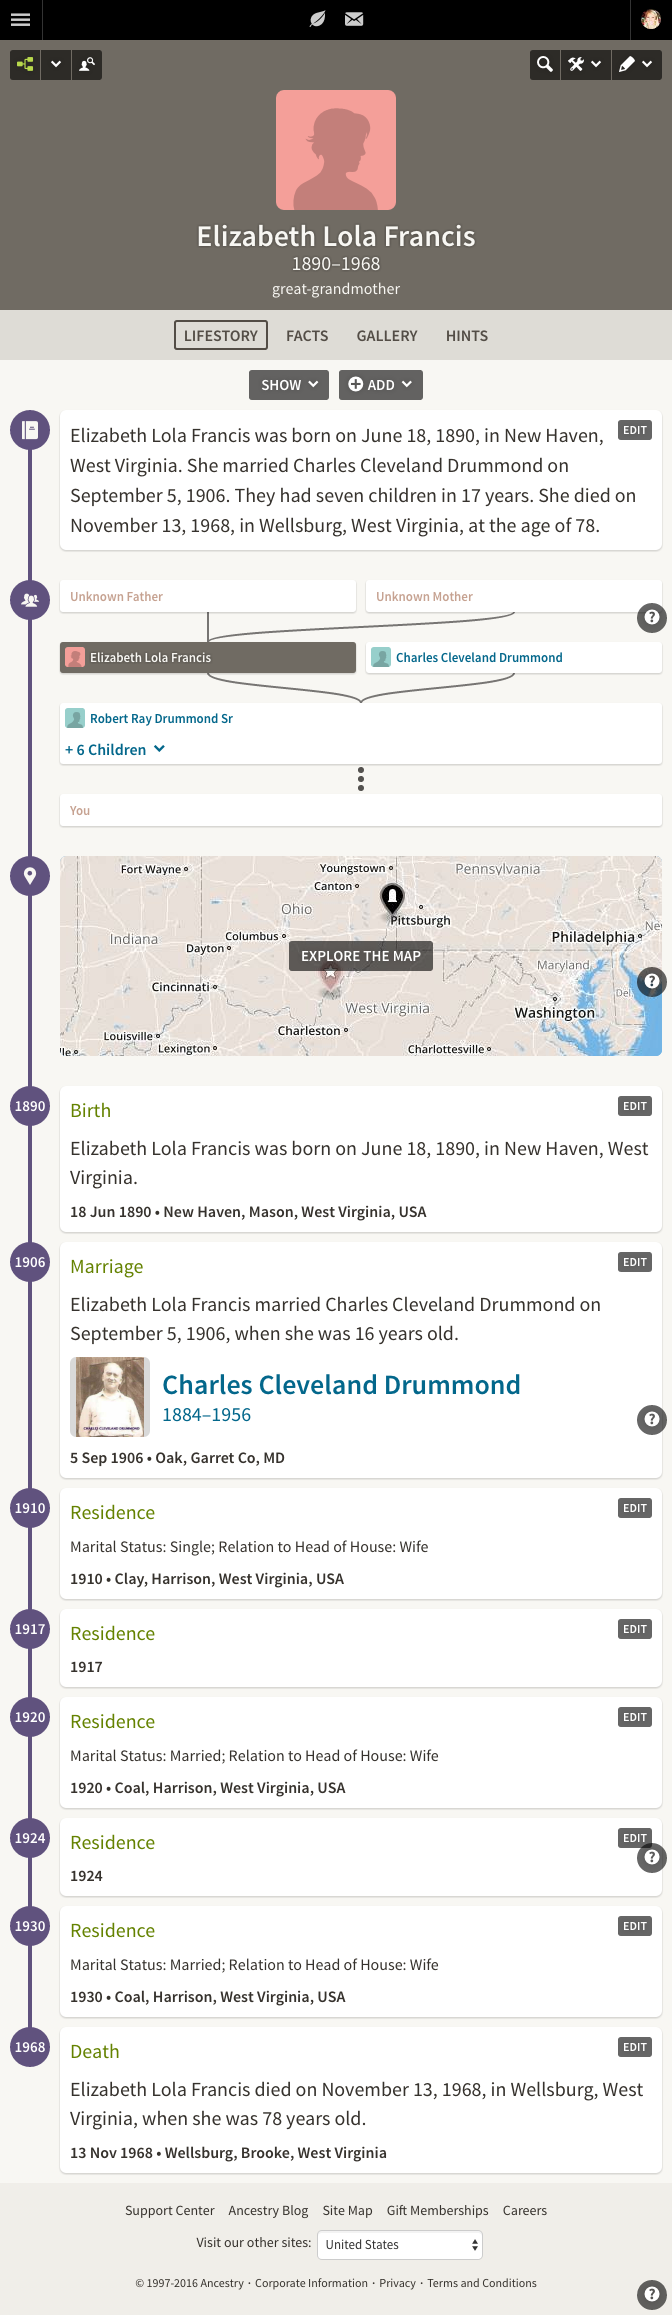 Elizabeth Lola Francis
1890–1968
great-grandmother
LIFESTORY FACTS GALLERY HINTS
SHOW ADD
Elizabeth Lola Francis was born on June 18, 1890, in New Haven,
EDIT
West Virginia. She married Charles Cleveland Drummond on
September 5, 1906. They had seven children in 17 years. She died on
November 13, 1968, in Wellsburg, West Virginia, at the age of 78.
Unknown Father Unknown Mother
?
Elizabeth Lola Francis Charles Cleveland Drummond
Robert Ray Drummond Sr
+ 6 Children
You
Fort Wayne Youngstown Pennsylvania
Canton
Ohio Pittsburgh
Indiana Columbus Philadelphia Ne
Dayton EXPLORE THE MAP Maryland
Cincinnati Del. ?
West Virginia Washington
Louisville Charleston
lle Lexington Charlottesville
1890 Birth EDIT
Elizabeth Lola Francis was born on June 18, 1890, in New Haven, West
Virginia.
18 Jun 1890 • New Haven, Mason, West Virginia, USA
1906 Marriage EDIT
Elizabeth Lola Francis married Charles Cleveland Drummond on
September 5, 1906, when she was 16 years old.
Charles Cleveland Drummond
1884–1956
CHARLES CLEVELAND DRUMMOND
?
5 Sep 1906 • Oak, Garret Co, MD
1910 Residence EDIT
Marital Status: Single; Relation to Head of House: Wife
1910 • Clay, Harrison, West Virginia, USA
1917 Residence EDIT
1917
1920 Residence EDIT
Marital Status: Married; Relation to Head of House: Wife
1920 • Coal, Harrison, West Virginia, USA
1924 Residence EDIT
?
1924
1930 Residence EDIT
Marital Status: Married; Relation to Head of House: Wife
1930 • Coal, Harrison, West Virginia, USA
1968 Death EDIT
Elizabeth Lola Francis died on November 13, 1968, in Wellsburg, West
Virginia, when she was 78 years old.
13 Nov 1968 • Wellsburg, Brooke, West Virginia
Support Center Ancestry Blog Site Map Gift Memberships Careers
Visit our other sites: United States
© 1997-2016 Ancestry · Corporate Information · Privacy · Terms and Conditions
?